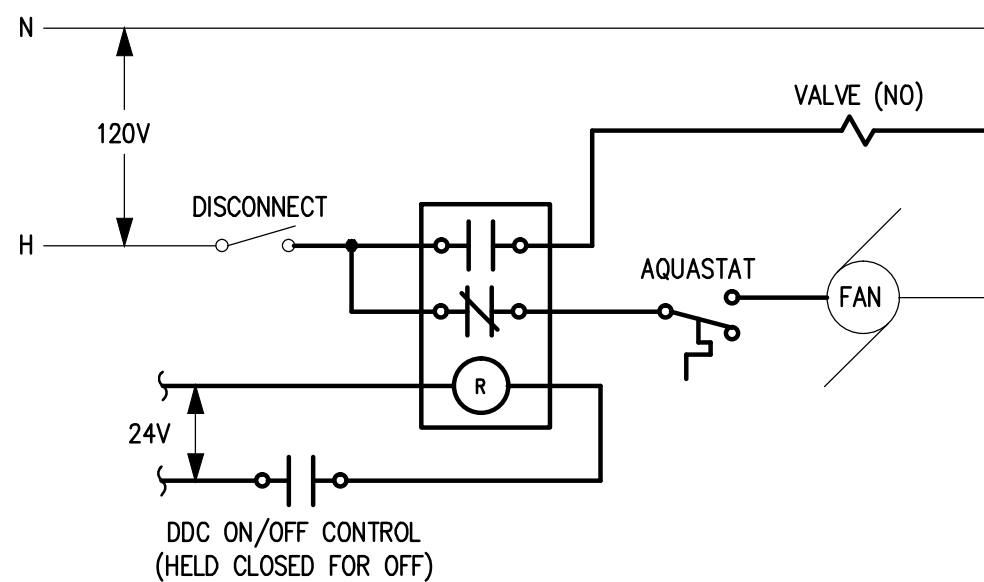 N
VALVE (NO)
120V
DISCONNECT
H
AQUASTAT
FAN
R
24V
DDC ON/OFF CONTROL
(HELD CLOSED FOR OFF)